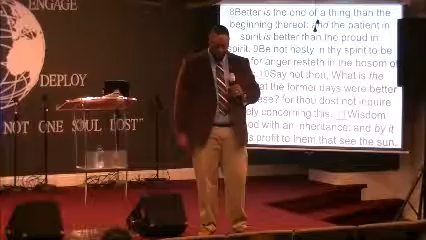 ENGAGE
DEPLOY
NOT ONE SOUL LOST"
8Better is the end of a thing than the
beginning thereof: and the patient in
spirit is better than the proud in
spirit. 9Be not hasty in thy spirit to be
for anger resteth in the bosom of
10Say not thou, What is the
that the former days were better
these? for thou dost not inquire
concerning this. 11Wisdom
good with an inheritance: and by it
is profit to them that see the sun.